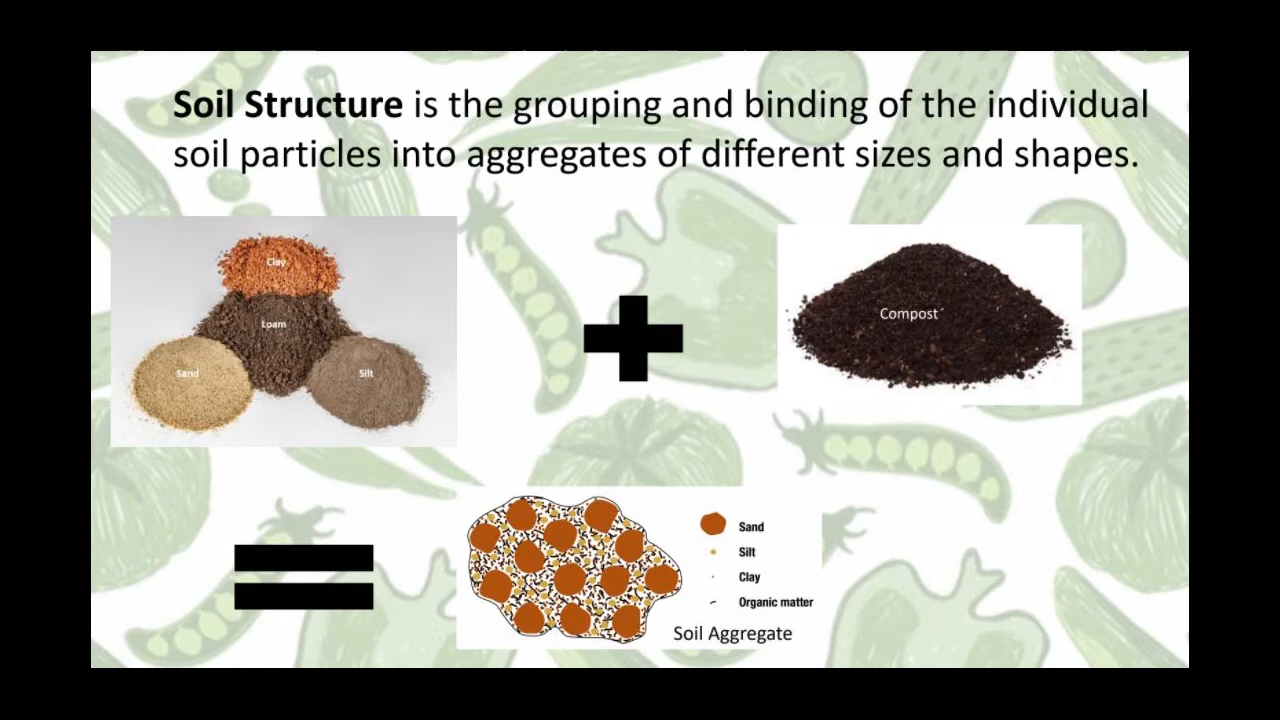 Soil Structure is the grouping and binding of the individual
soil particles into aggregates of different sizes and shapes.
Clay
Loam
Sand
Silt
Compost
Sand
Silt
Clay
Organic matter
Soil Aggregate